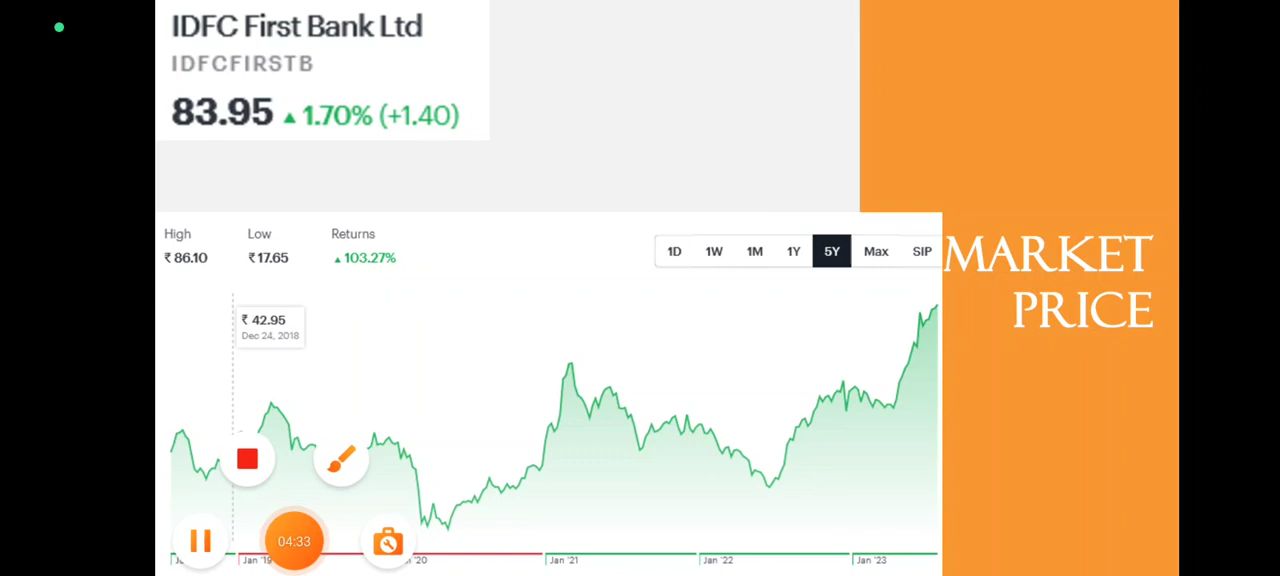 IDFC First Bank Ltd
IDFCFIRSTB
83.95 ▲ 1.70% (+1.40)
High Low Returns
₹ 86.10 ₹ 17.65 ▲ 103.27%
1D 1W 1M 1Y 5Y Max SIP
MARKET
PRICE
₹ 42.95
Dec 24, 2018
04:33
Jan '19 '20 Jan '21 Jan '22 Jan '23